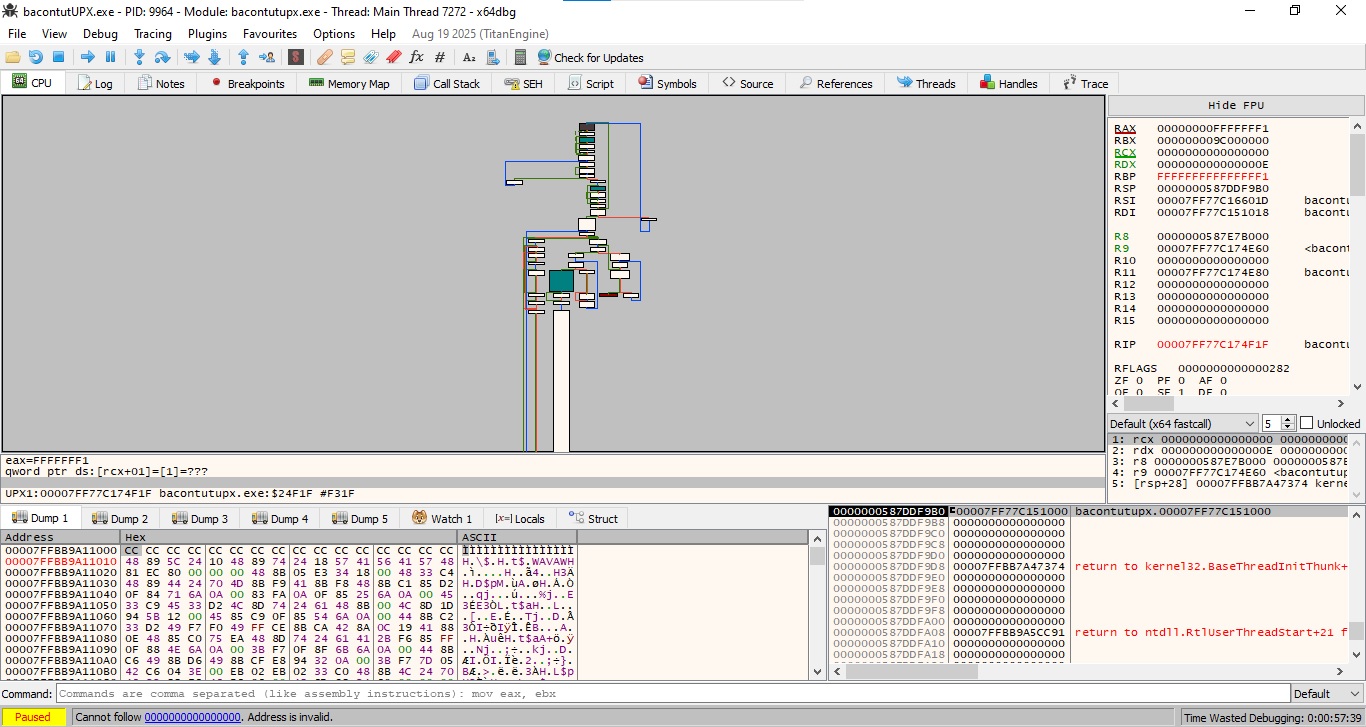 bacontutUPX.exe - PID: 9964 - Module: bacontutupx.exe - Thread: Main Thread 7272 - x64dbg
File View Debug Tracing Plugins Favourites Options Help Aug 19 2025 (TitanEngine)
Check for Updates
CPU Log Notes Breakpoints Memory Map Call Stack SEH Script Symbols Source References Threads Handles Trace
Hide FPU
RAX 00000000FFFFFFF1
RBX 000000009C000000
RCX 0000000000000000
RDX 000000000000000E
RBP FFFFFFFFFFFFFFF1
RSP 0000000587DDF9B0
RSI 00007FF77C16601D bacontu
RDI 00007FF77C151018 bacontu
R8 0000000587E7B000
R9 00007FF77C174E60 <bacont
R10 0000000000000000
R11 00007FF77C174E80 bacontu
R12 0000000000000000
R13 0000000000000000
R14 0000000000000000
R15 0000000000000000
RIP 00007FF77C174F1F bacontu
RFLAGS 0000000000000282
ZF 0 PF 0 AF 0
OF 0 SF 1 DF 0
Default (x64 fastcall) 5 Unlocked
1: rcx 0000000000000000 000000000
2: rdx 000000000000000E 000000000
3: r8 0000000587E7B000 0000000587E
4: r9 00007FF77C174E60 <bacontutup
5: [rsp+28] 00007FFBB7A47374 kerne
eax=FFFFFFF1
qword ptr ds:[rcx+01]=[1]=???
UPX1:00007FF77C174F1F bacontutupx.exe:$24F1F #F31F
Dump 1 Dump 2 Dump 3 Dump 4 Dump 5 Watch 1 [x=] Locals Struct
Address Hex ASCII
00007FFBB9A11000 CC CC CC CC CC CC CC CC CC CC CC CC CC CC CC CC ÌÌÌÌÌÌÌÌÌÌÌÌÌÌÌÌ
00007FFBB9A11010 48 89 5C 24 10 48 89 74 24 18 57 41 56 41 57 48 H.\$.H.t$.WAVAWH
00007FFBB9A11020 81 EC 80 00 00 00 48 8B 05 E3 34 18 00 48 33 C4 .ì....H..ã4..H3Ä
00007FFBB9A11030 48 89 44 24 70 4D 8B F9 41 8B F8 48 8B C1 85 D2 H.D$pM.ùA.øH.Á.Ò
00007FFBB9A11040 0F 84 71 6A 0A 00 83 FA 0A 0F 85 25 6A 0A 00 45 ..qj...ú...%j..E
00007FFBB9A11050 33 C9 45 33 D2 4C 8D 74 24 61 48 8B 00 4C 8D 1D 3ÉE3ÒL.t$aH..L..
00007FFBB9A11060 94 5B 12 00 45 85 C9 0F 85 54 6A 0A 00 44 8B C2 .[..E.É..Tj..D.Â
00007FFBB9A11070 33 D2 49 F7 F0 49 FF CE 8B CA 42 8A 0C 19 41 88 3ÒI÷ðIÿÎ.ÊB...A.
00007FFBB9A11080 0E 48 85 C0 75 EA 48 8D 74 24 61 41 2B F6 85 FF .H.ÀuêH.t$aA+ö.ÿ
00007FFBB9A11090 0F 88 4E 6A 0A 00 3B F7 0F 8F 6B 6A 0A 00 44 8B ..Nj..;÷..kj..D.
00007FFBB9A110A0 C6 49 8B D6 49 8B CF E8 94 32 0A 00 3B F7 7D 05 ÆI.ÖI.Ïè.2..;÷}.
00007FFBB9A110B0 42 C6 04 3E 00 EB 02 EB 02 33 C0 48 8B 4C 24 70 BÆ.>.ë.ë.3ÀH.L$p
0000000587DDF9B0 00007FF77C151000 bacontutupx.00007FF77C151000
0000000587DDF9B8 0000000000000000
0000000587DDF9C0 0000000000000000
0000000587DDF9C8 0000000000000000
0000000587DDF9D0 0000000000000000
0000000587DDF9D8 00007FFBB7A47374 return to kernel32.BaseThreadInitThunk+
0000000587DDF9E0 0000000000000000
0000000587DDF9E8 0000000000000000
0000000587DDF9F0 0000000000000000
0000000587DDF9F8 0000000000000000
0000000587DDFA00 0000000000000000
0000000587DDFA08 00007FFBB9A5CC91 return to ntdll.RtlUserThreadStart+21 f
0000000587DDFA10 0000000000000000
0000000587DDFA18 0000000000000000
Command: Commands are comma separated (like assembly instructions): mov eax, ebx Default
Paused Cannot follow 0000000000000000. Address is invalid. Time Wasted Debugging: 0:00:57:39